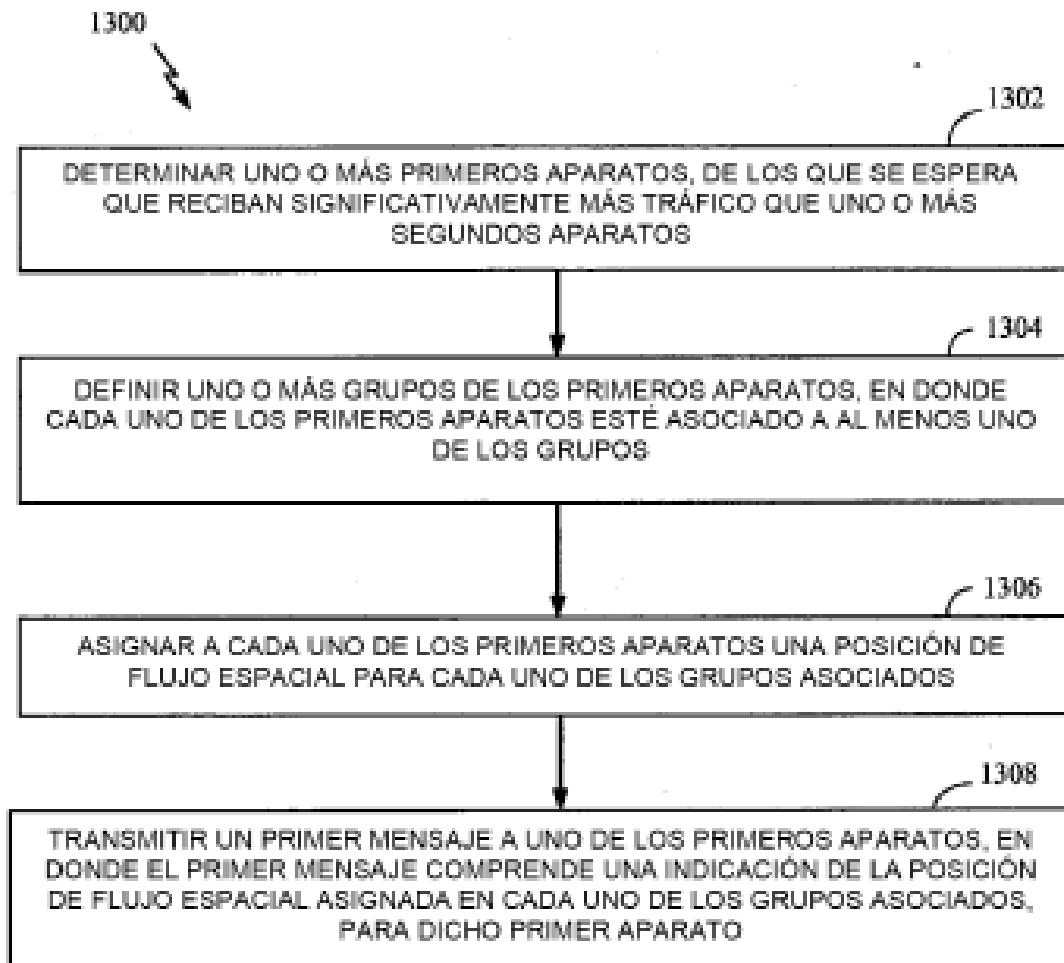 1300
1302
DETERMINAR UNO O MÁS PRIMEROS APARATOS, DE LOS QUE SE ESPERA
QUE RECIBAN SIGNIFICATIVAMENTE MÁS TRÁFICO QUE UNO O MÁS
SEGUNDOS APARATOS
1304
DEFINIR UNO O MÁS GRUPOS DE LOS PRIMEROS APARATOS, EN DONDE
CADA UNO DE LOS PRIMEROS APARATOS ESTÉ ASOCIADO A AL MENOS UNO
DE LOS GRUPOS
1306
ASIGNAR A CADA UNO DE LOS PRIMEROS APARATOS UNA POSICIÓN DE
FLUJO ESPACIAL PARA CADA UNO DE LOS GRUPOS ASOCIADOS
1308
TRANSMITIR UN PRIMER MENSAJE A UNO DE LOS PRIMEROS APARATOS, EN
DONDE EL PRIMER MENSAJE COMPRENDE UNA INDICACIÓN DE LA POSICIÓN
DE FLUJO ESPACIAL ASIGNADA EN CADA UNO DE LOS GRUPOS ASOCIADOS,
PARA DICHO PRIMER APARATO